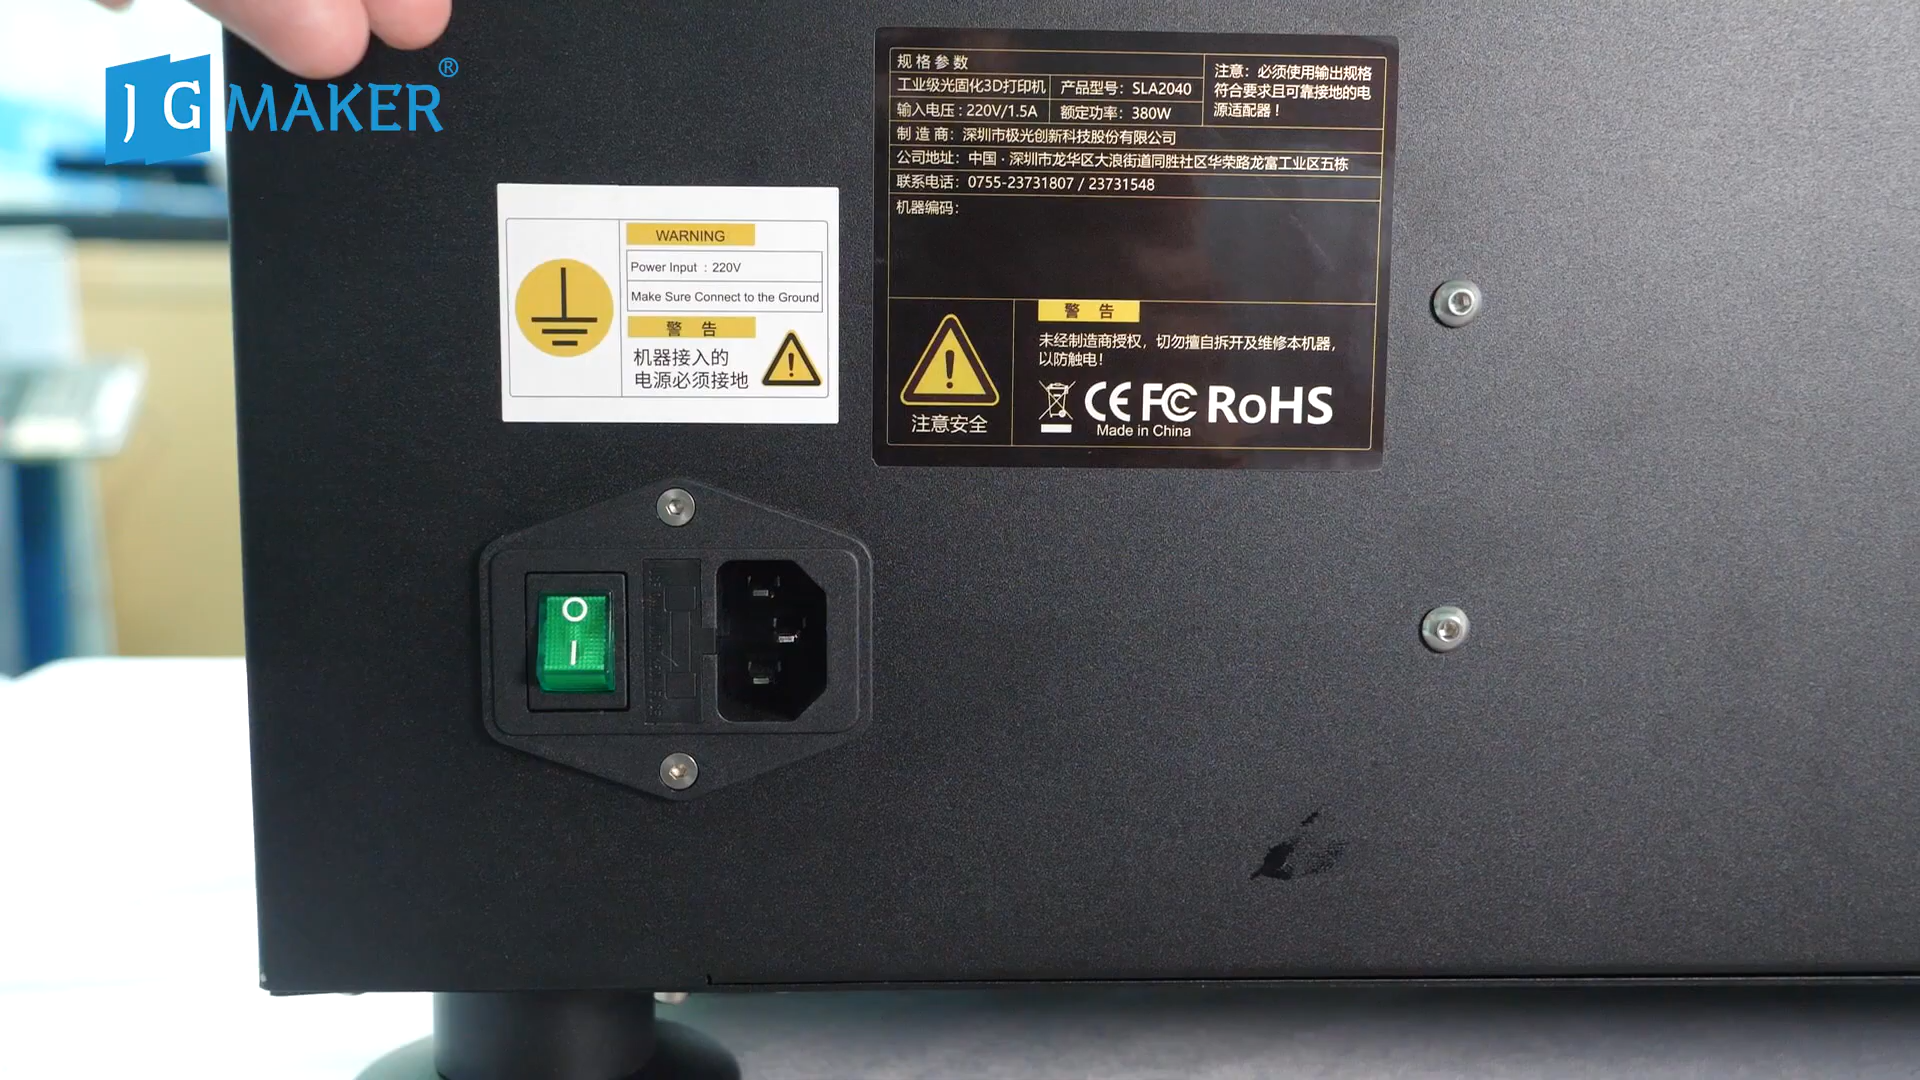 JGMAKER®
规格参数
工业级光固化3D打印机 产品型号：SLA2040
输入电压：220V/1.5A 额定功率：380W
注意：必须使用输出规格
符合要求且可靠接地的电
源适配器！
制造商：深圳市极光创新科技股份有限公司
公司地址：中国·深圳市龙华区大浪街道同胜社区华荣路龙富工业区五栋
联系电话：0755-23731807 / 23731548
机器编码：
警告
未经制造商授权，切勿擅自拆开及维修本机器，
以防触电！
注意安全
CE FC RoHS
Made in China
WARNING
Power Input : 220V
Make Sure Connect to the Ground
警告
机器接入的
电源必须接地
O
I